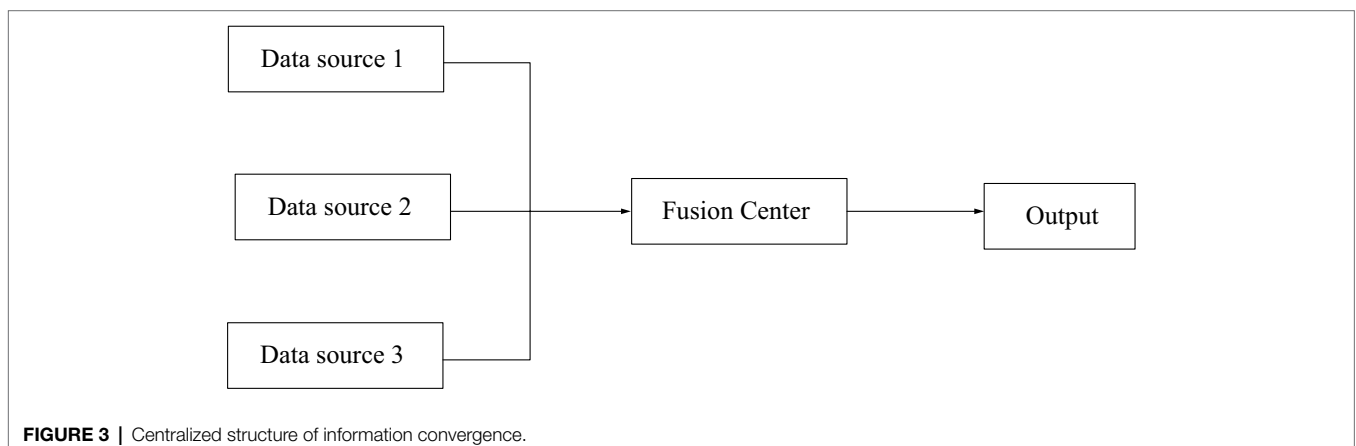 Data source 1
Data source 2
Fusion Center
Output
Data source 3
FIGURE 3 | Centralized structure of information convergence.